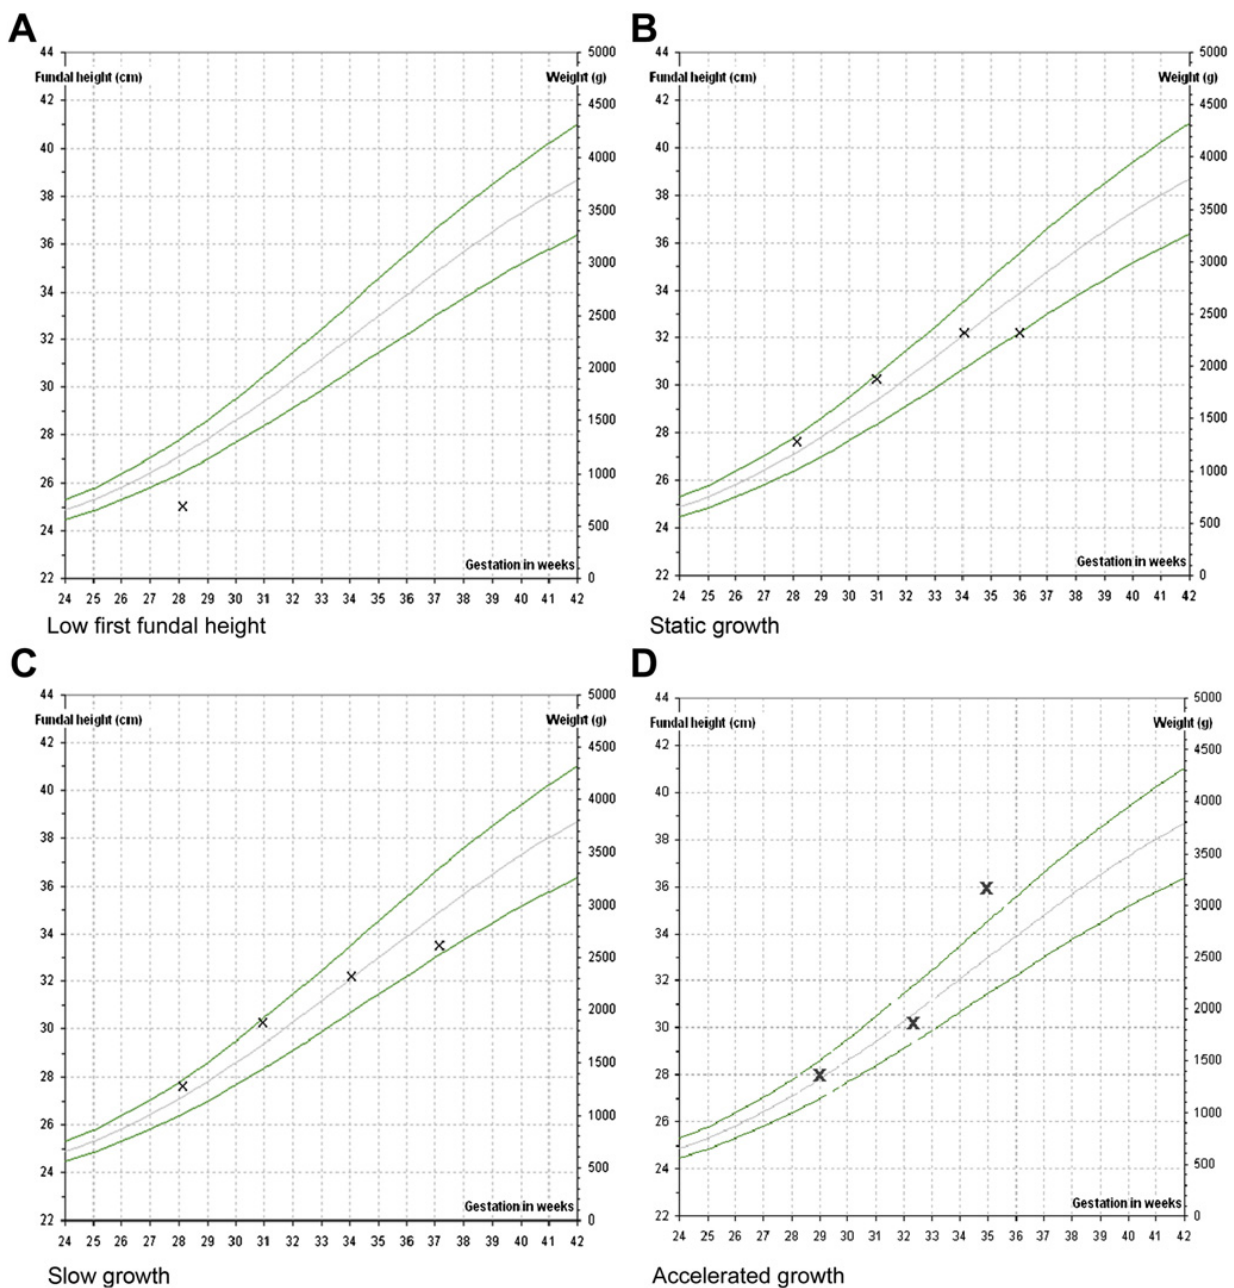 A
44 5000
Fundal height (cm) Weight (g)
42 4500
40 4000
38 3500
36 3000
34 2500
32 2000
30 1500
28 1000
26 500
24
Gestation in weeks
22 0
24 25 26 27 28 29 30 31 32 33 34 35 36 37 38 39 40 41 42
Low first fundal height
B
44 5000
Fundal height (cm) Weight (g)
42 4500
40 4000
38 3500
36 3000
34 2500
32 2000
30 1500
28 1000
26 500
24
Gestation in weeks
22 0
24 25 26 27 28 29 30 31 32 33 34 35 36 37 38 39 40 41 42
Static growth
C
44 5000
Fundal height (cm) Weight (g)
42 4500
40 4000
38 3500
36 3000
34 2500
32 2000
30 1500
28 1000
26 500
24
Gestation in weeks
22 0
24 25 26 27 28 29 30 31 32 33 34 35 36 37 38 39 40 41 42
Slow growth
D
44 5000
Fundal height (cm) Weight (g)
42 4500
40 4000
38 3500
36 3000
34 2500
32 2000
30 1500
28 1000
26 500
24
Gestation in weeks
22 0
24 25 26 27 28 29 30 31 32 33 34 35 36 37 38 39 40 41 42
Accelerated growth